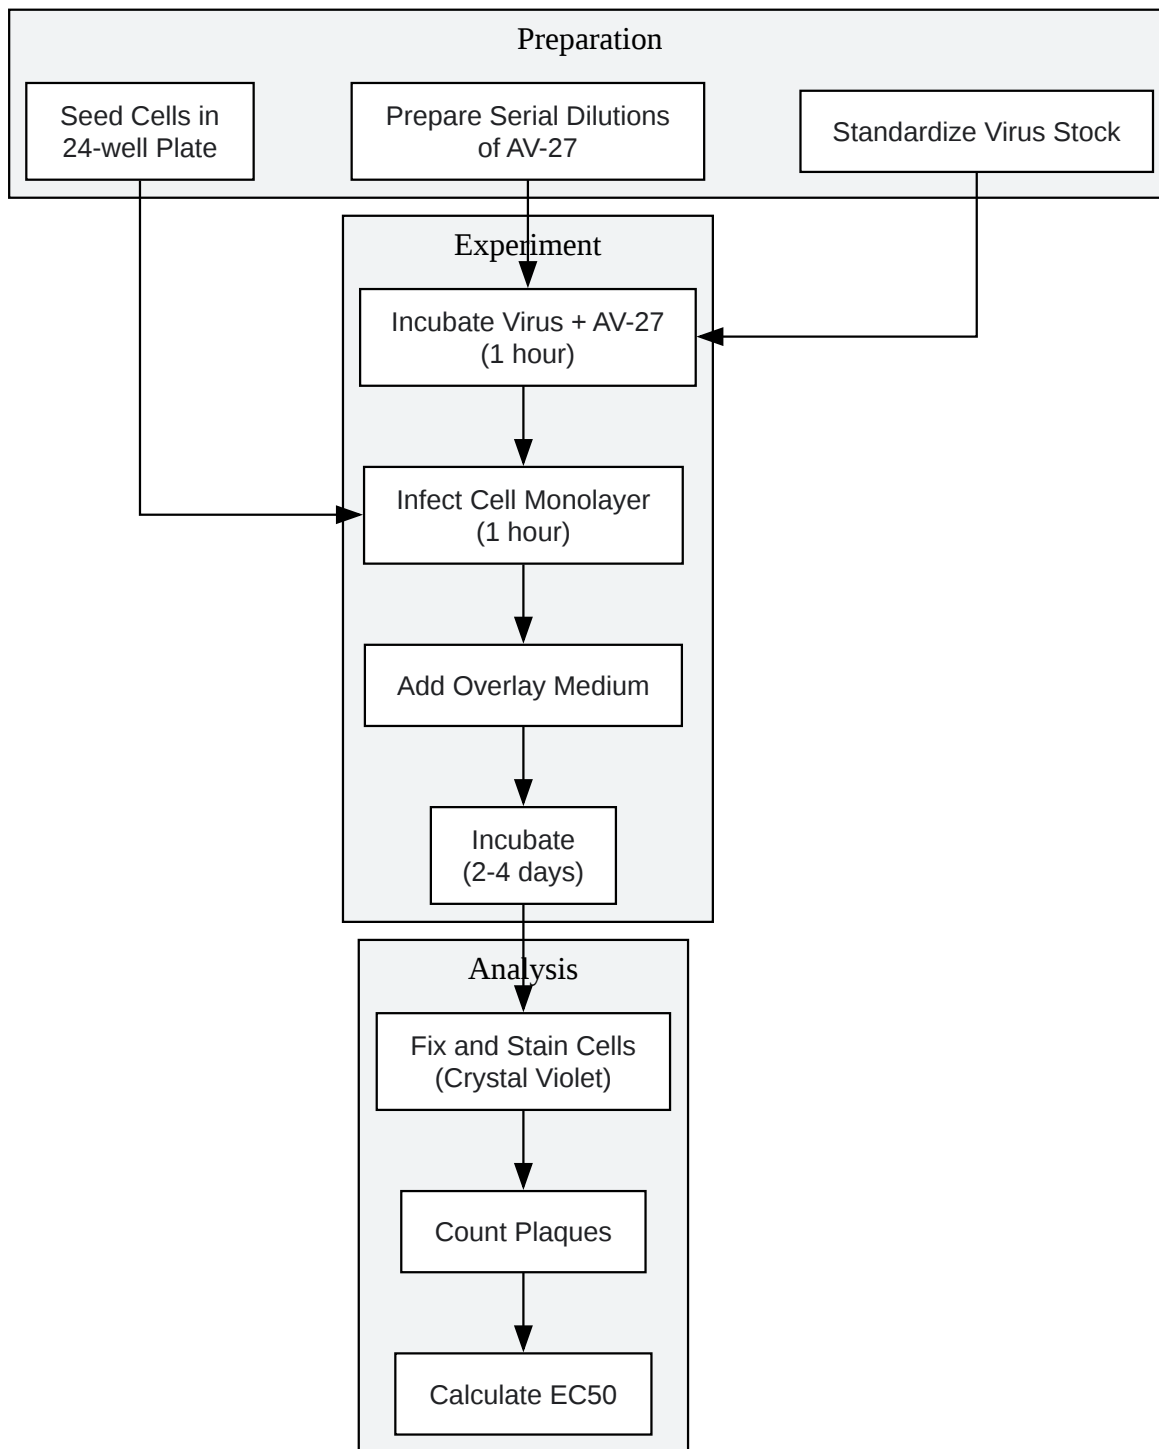 Preparation
Seed Cells in
24-well Plate
Prepare Serial Dilutions
of AV-27
Standardize Virus Stock
Experiment
Incubate Virus + AV-27
(1 hour)
Infect Cell Monolayer
(1 hour)
Add Overlay Medium
Incubate
(2-4 days)
Analysis
Fix and Stain Cells
(Crystal Violet)
Count Plaques
Calculate EC50